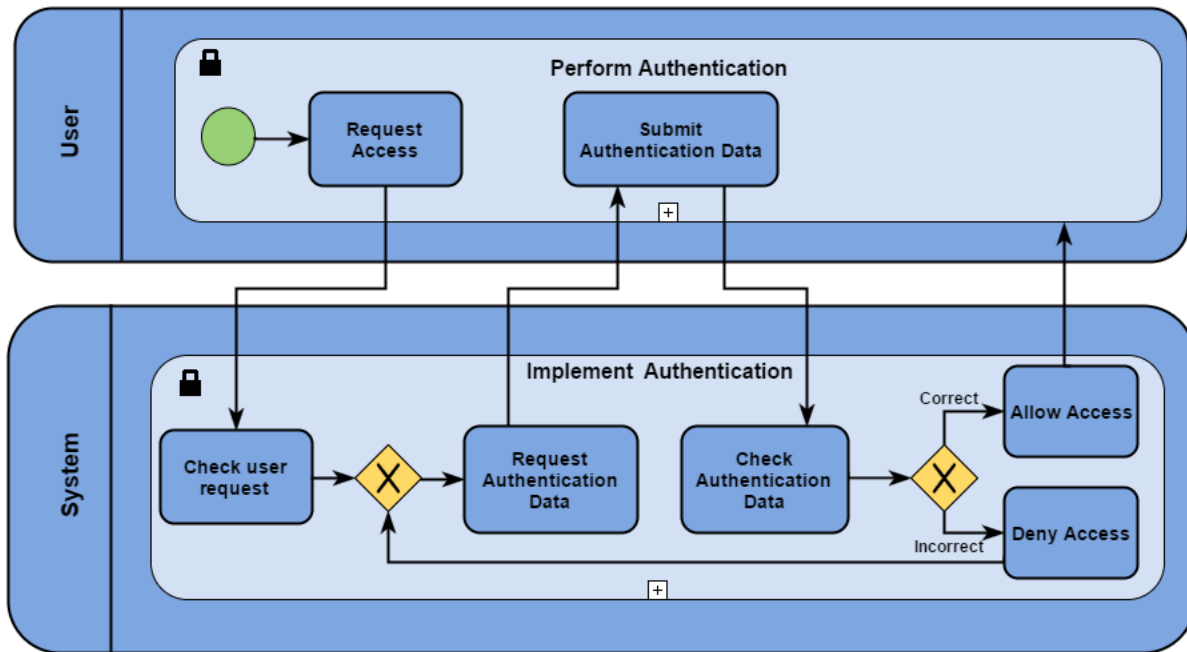 User
Perform Authentication
Request
Access
Submit
Authentication Data
System
Implement Authentication
Check user
request
Request
Authentication
Data
Check
Authentication
Data
Correct
Allow Access
Incorrect
Deny Access